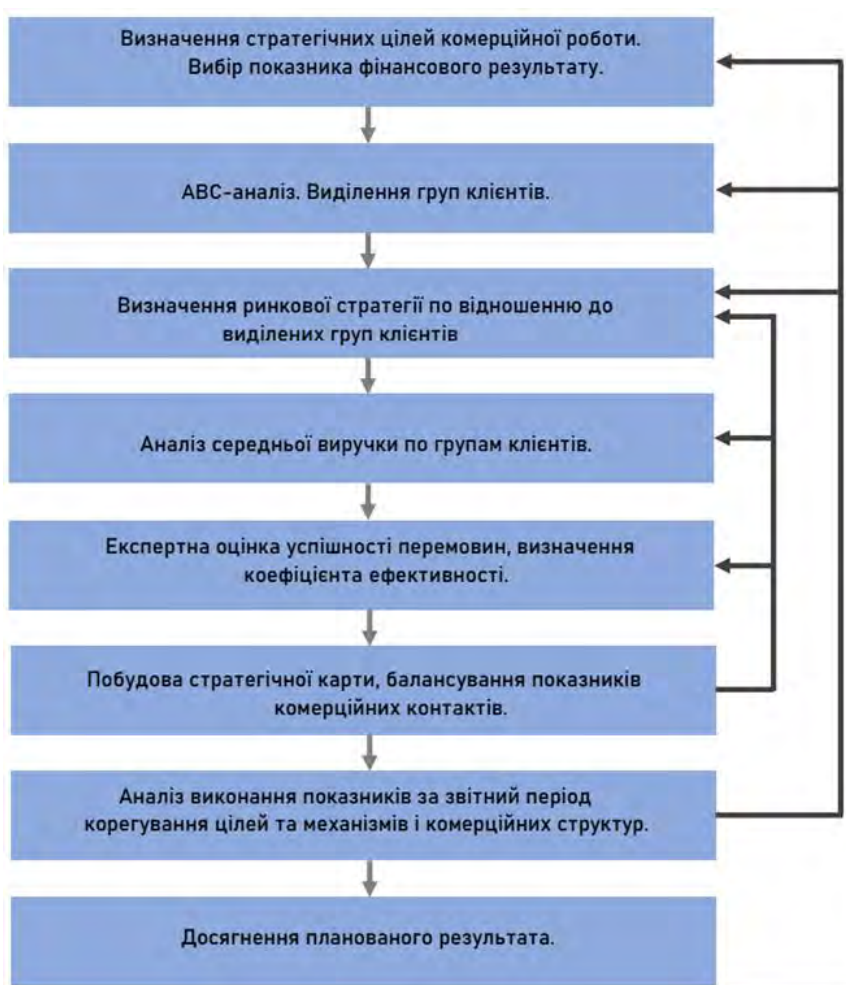 Визначення стратегічних цілей комерційної роботи.
Вибір показника фінансового результату.
АВС-аналіз. Виділення груп клієнтів.
Визначення ринкової стратегії по відношенню до
виділених груп клієнтів
Аналіз середньої виручки по групам клієнтів.
Експертна оцінка успішності перемовин, визначення
коефіцієнта ефективності.
Побудова стратегічної карти, балансування показників
комерційних контактів.
Аналіз виконання показників за звітний період
корегування цілей та механізмів і комерційних структур.
Досягнення планованого результата.